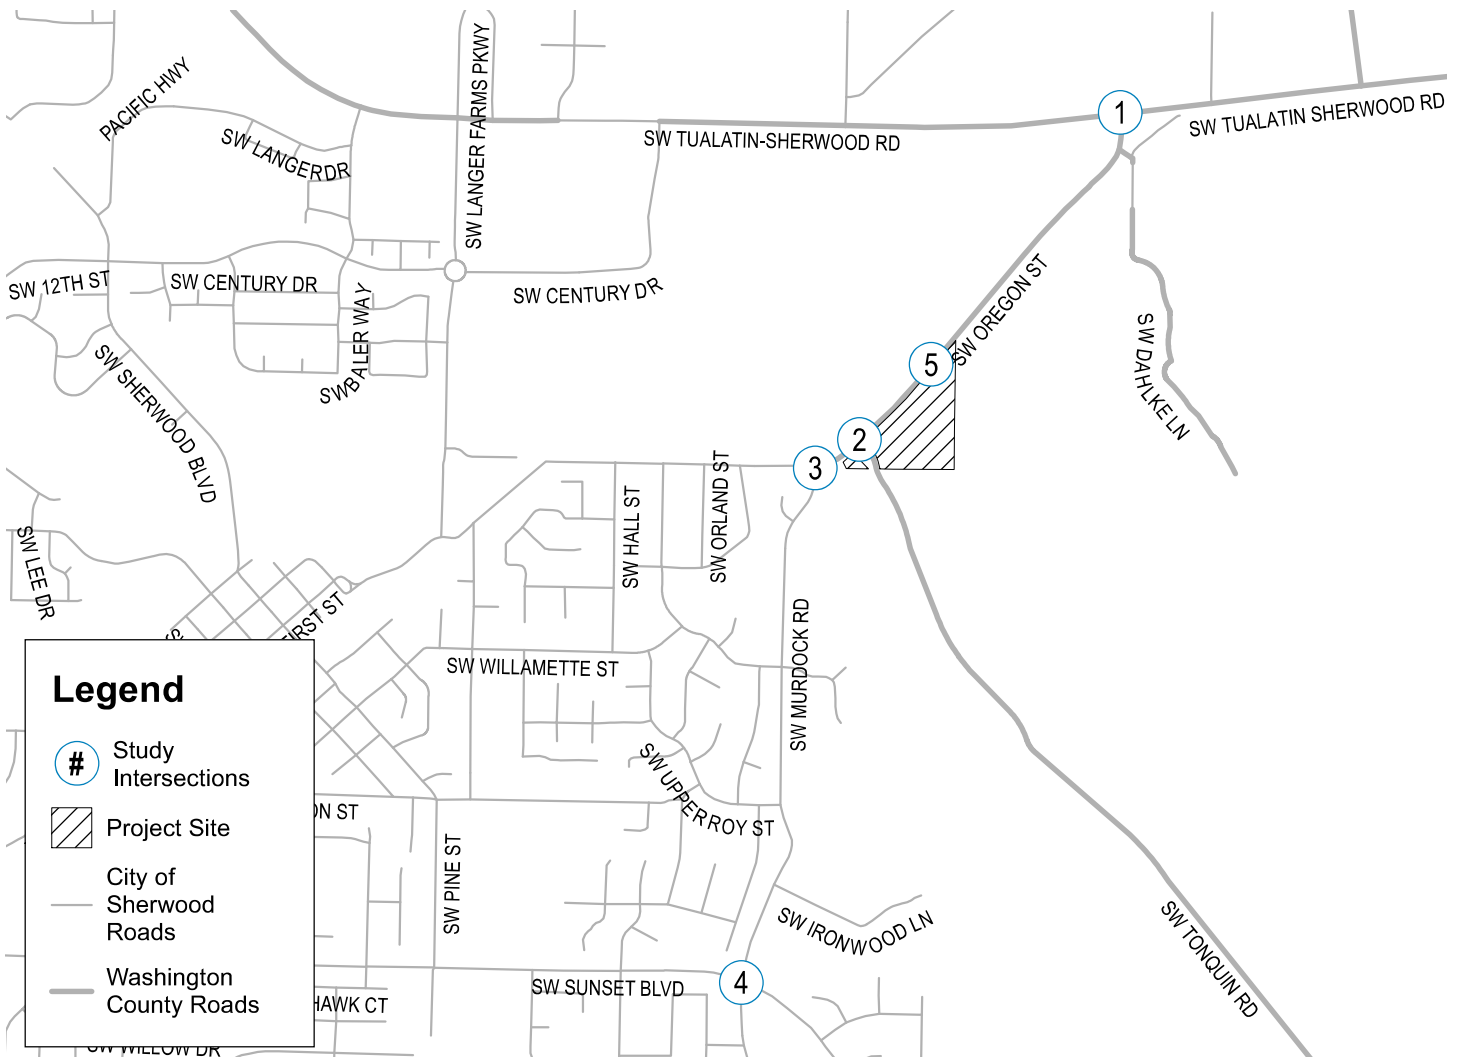 PACIFIC HWY
SW LANGER FARMS PKWY
1
SW TUALATIN SHERWOOD RD
SW TUALATIN-SHERWOOD RD
SW LANGER DR
SW 12TH ST
SW CENTURY DR
SW CENTURY DR
SW BALER WAY
SW OREGON ST
SW DAHLKE LN
SW SHERWOOD BLVD
5
2
3
SW ORLAND ST
SW HALL ST
SW LEE DR
FIRST ST
SW WILLAMETTE ST
SW MURDOCK RD
SW UPPER ROY ST
SW PINE ST
SW IRONWOOD LN
SW TONQUIN RD
4
SW SUNSET BLVD
ON ST
HAWK CT
SW WILLOW DR
Legend
#
Study
Intersections
Project Site
City of
Sherwood
Roads
Washington
County Roads